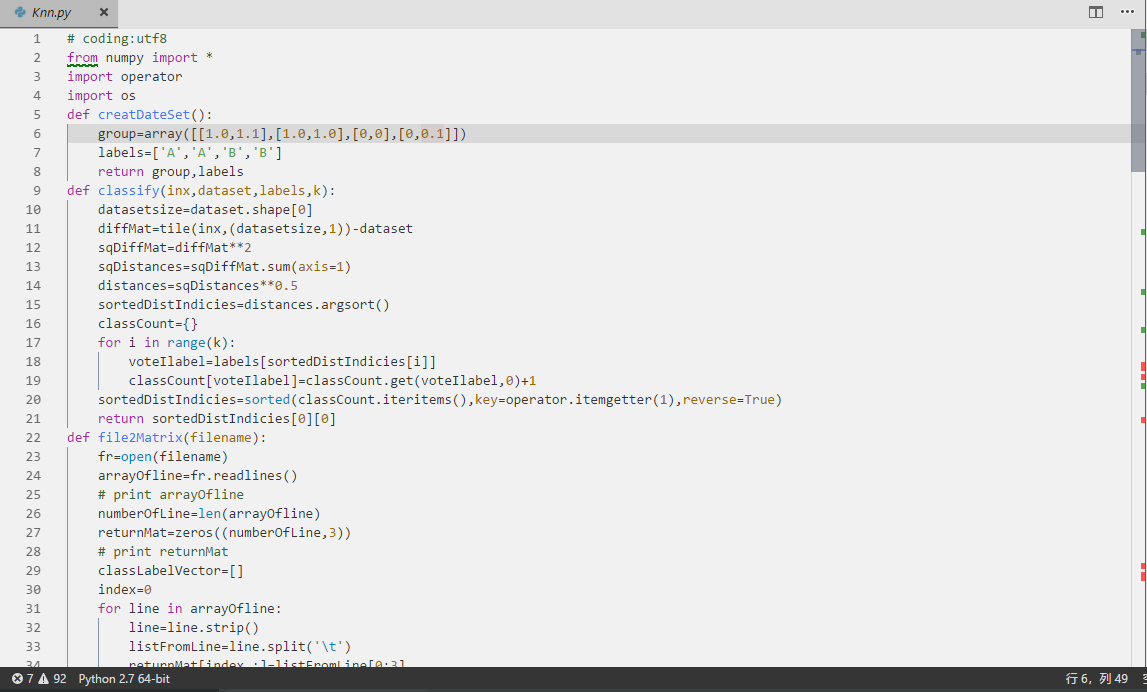 Knn.py
1 # coding:utf8
2 from numpy import *
3 import operator
4 import os
5 def creatDateSet():
6     group=array([[1.0,1.1],[1.0,1.0],[0,0],[0,0.1]])
7     labels=['A','A','B','B']
8     return group,labels
9 def classify(inx,dataset,labels,k):
10     datasetsize=dataset.shape[0]
11     diffMat=tile(inx,(datasetsize,1))-dataset
12     sqDiffMat=diffMat**2
13     sqDistances=sqDiffMat.sum(axis=1)
14     distances=sqDistances**0.5
15     sortedDistIndicies=distances.argsort()
16     classCount={}
17     for i in range(k):
18         voteIlabel=labels[sortedDistIndicies[i]]
19         classCount[voteIlabel]=classCount.get(voteIlabel,0)+1
20     sortedDistIndicies=sorted(classCount.iteritems(),key=operator.itemgetter(1),reverse=True)
21     return sortedDistIndicies[0][0]
22 def file2Matrix(filename):
23     fr=open(filename)
24     arrayOfline=fr.readlines()
25     # print arrayOfline
26     numberOfLine=len(arrayOfline)
27     returnMat=zeros((numberOfLine,3))
28     # print returnMat
29     classLabelVector=[]
30     index=0
31     for line in arrayOfline:
32         line=line.strip()
33         listFromLine=line.split('\t')
34         returnMat[index,:]=listFromLine[0:3]
7 92 Python 2.7 64-bit 行 6，列 49